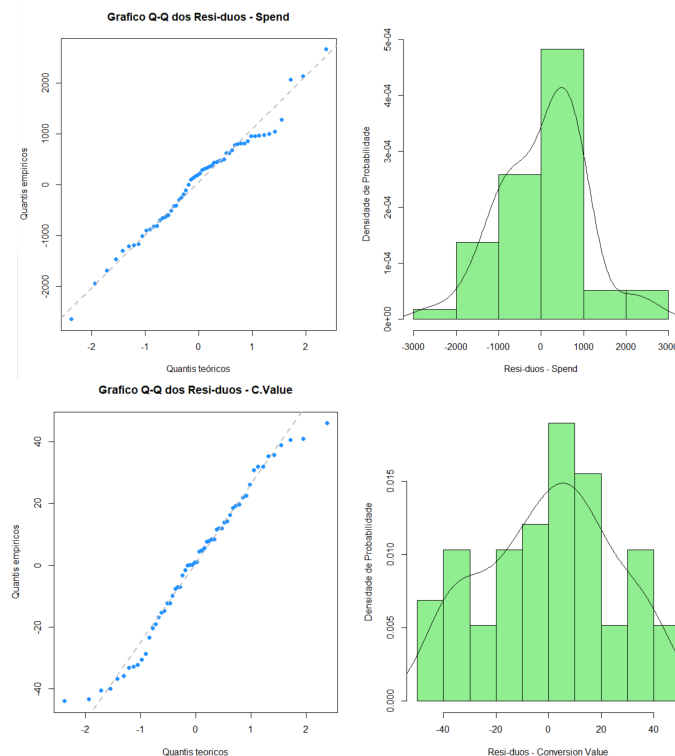 Grafico Q-Q dos Resi-duos - Spend
Quantis empiricos
2000
1000
0
-1000
-2000
-2
-1
0
1
2
Quantis teóricos
Densidade de Probabilidade
5e-04
4e-04
3e-04
2e-04
1e-04
0e+00
-3000
-2000
-1000
0
1000
2000
3000
Resi-duos - Spend
Grafico Q-Q dos Resi-duos - C.Value
Quantis empiricos
40
20
0
-20
-40
-2
-1
0
1
2
Quantis teoricos
Densidade de Probabilidade
0.015
0.010
0.005
0.000
-40
-20
0
20
40
Resi-duos - Conversion Value